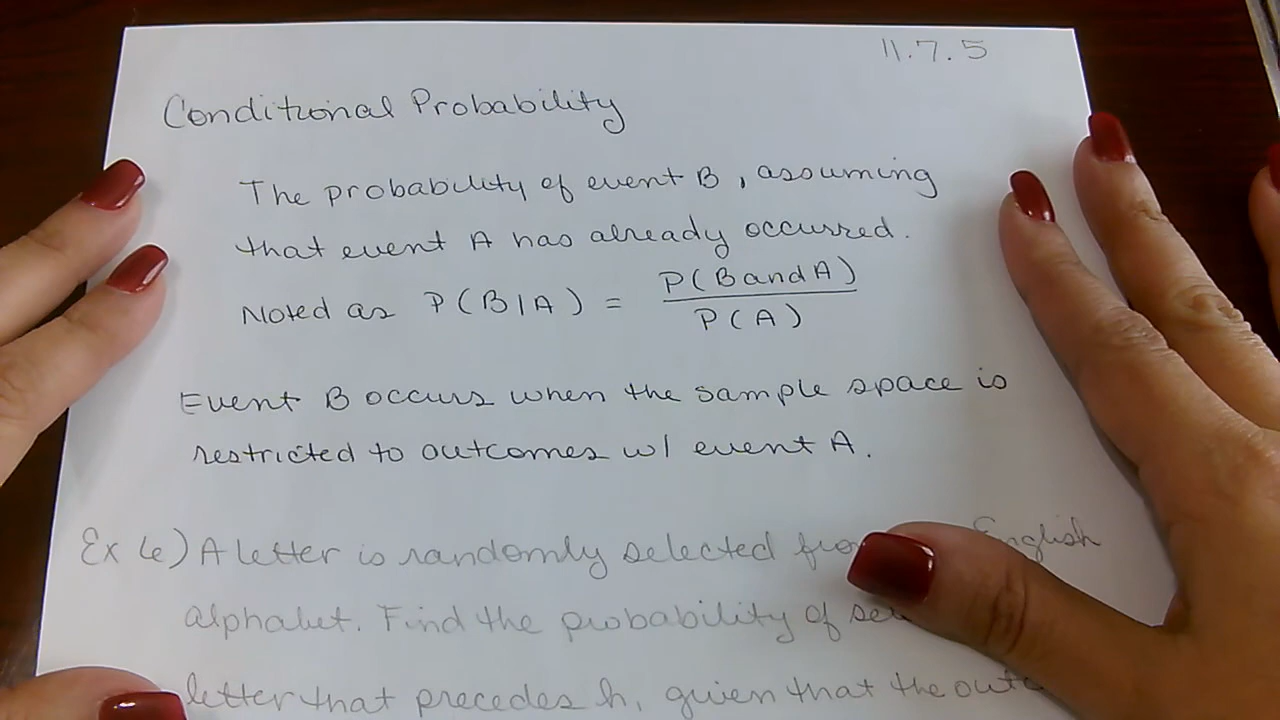 11.7.5
Conditional Probability
The probability of event B, assuming
that event A has already occurred.
Noted as P(B|A) = P(B and A) / P(A)
Event B occurs when the sample space is
restricted to outcomes w/ event A.
Ex 6) A letter is randomly selected English
alphabet. Find the probability of
letter that precedes h, given that the